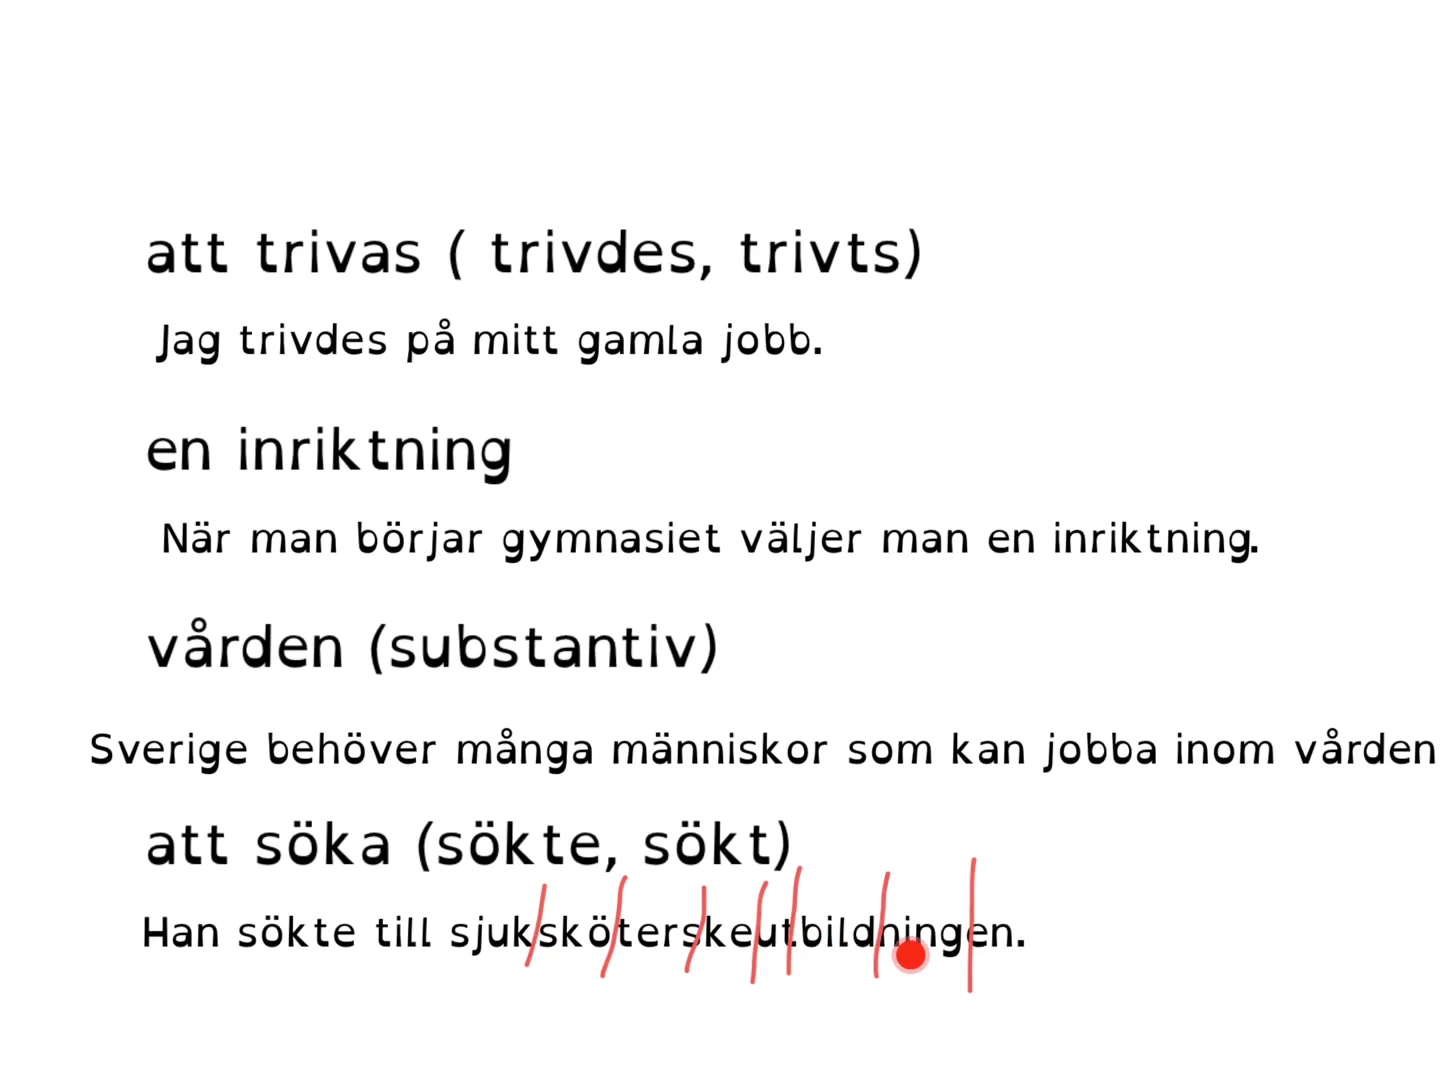 att trivas ( trivdes, trivts)
Jag trivdes på mitt gamla jobb.
en inriktning
När man börjar gymnasiet väljer man en inriktning.
vården (substantiv)
Sverige behöver många människor som kan jobba inom vården
att söka (sökte, sökt)
Han sökte till sjuksköterskeutbildningen.